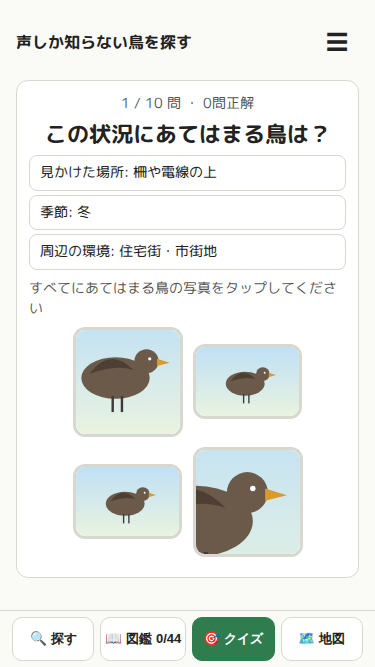 声しか知らない鳥を探す
1 / 10 問 · 0問正解
この状況にあてはまる鳥は？
見かけた場所: 柵や電線の上
季節: 冬
周辺の環境: 住宅街・市街地
すべてにあてはまる鳥の写真をタップしてくださ
い
探す
図鑑 0/44
クイズ
地図